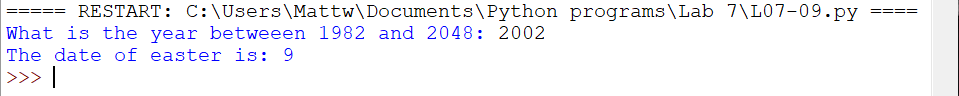 ===== RESTART: C:\Users\Mattw\Documents\Python programs\Lab 7\L07-09.py ====
What is the year betweeen 1982 and 2048: 2002
The date of easter is: 9
>>>